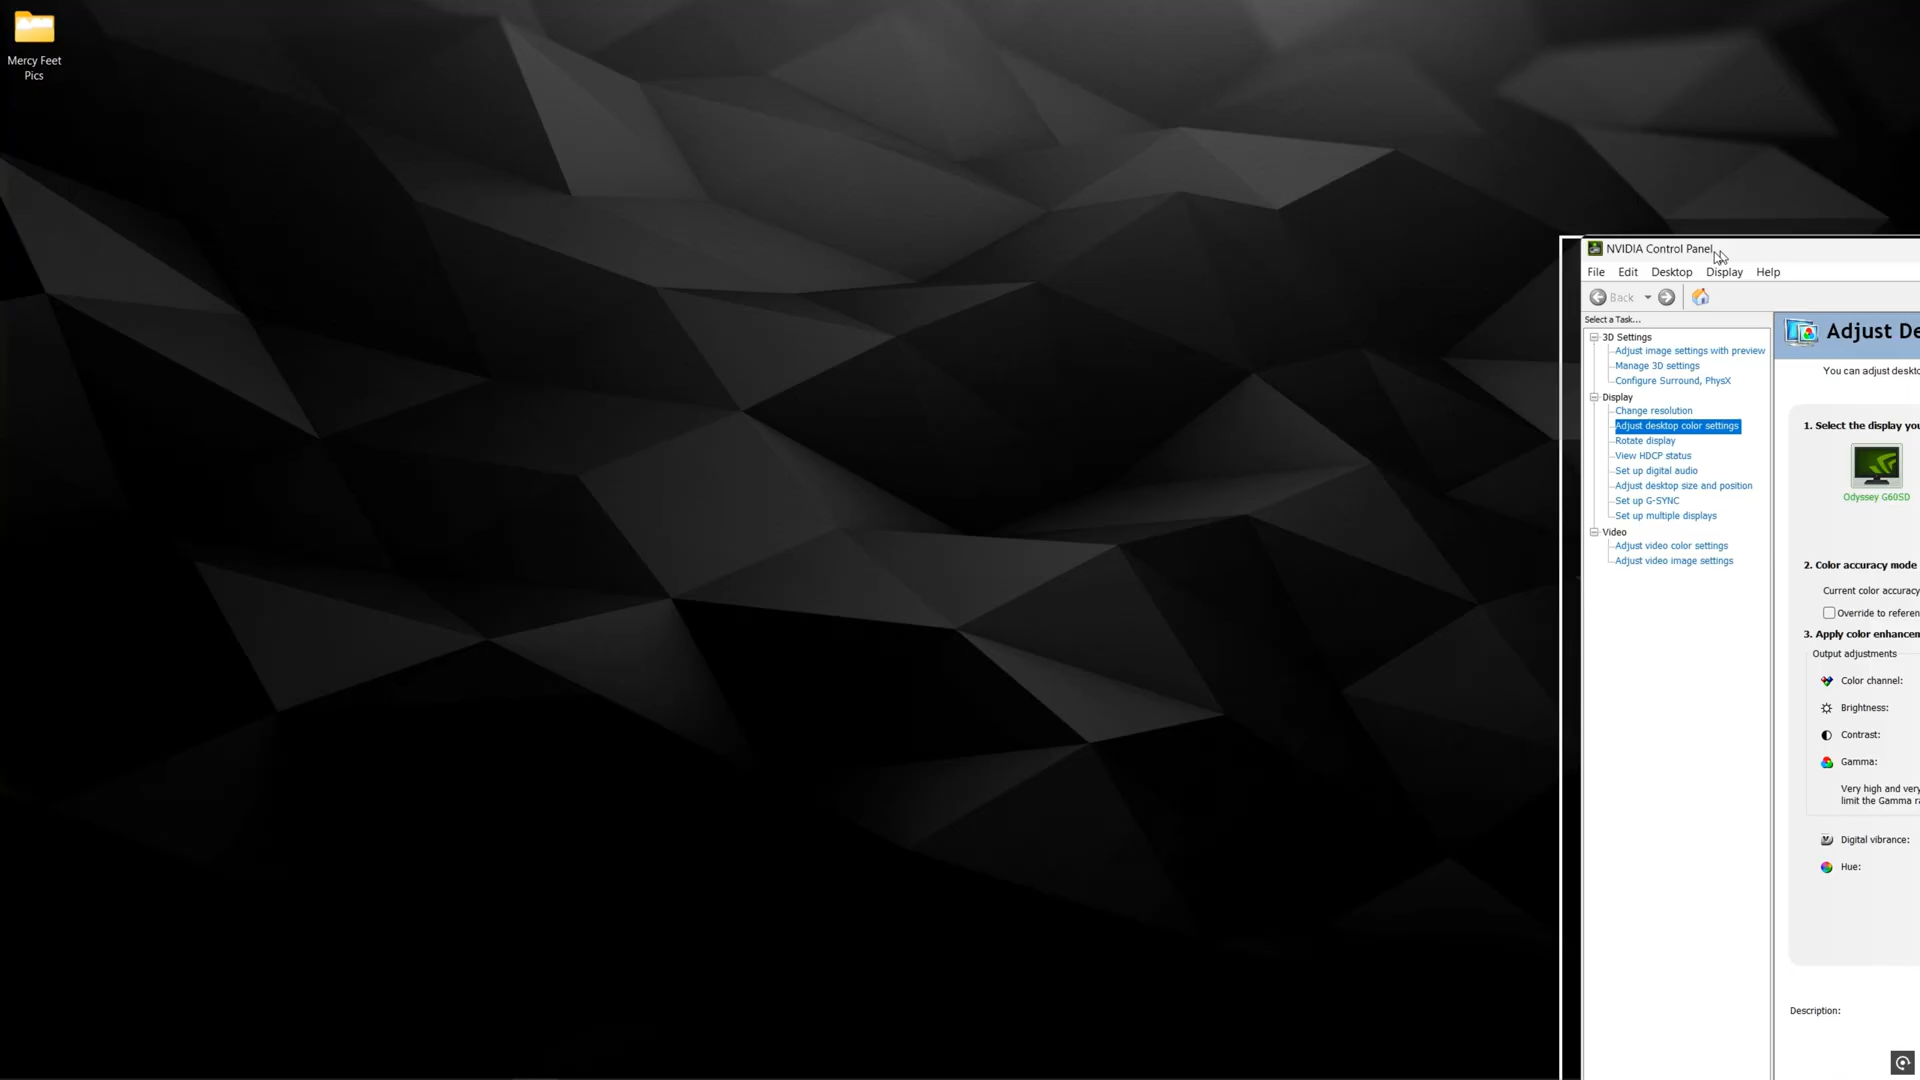 Mercy Feet
Pics
NVIDIA Control Panel
File Edit Desktop Display Help
Back
Select a Task...
3D Settings
Adjust image settings with preview
Manage 3D settings
Configure Surround, PhysX
Display
Change resolution
Adjust desktop color settings
Rotate display
View HDCP status
Set up digital audio
Adjust desktop size and position
Set up G-SYNC
Set up multiple displays
Video
Adjust video color settings
Adjust video image settings
Adjust De
You can adjust deskto
1. Select the display you
Odyssey G60SD
2. Color accuracy mode
Current color accuracy
Override to referen
3. Apply color enhancem
Output adjustments
Color channel:
Brightness:
Contrast:
Gamma:
Very high and very
limit the Gamma ra
Digital vibrance:
Hue:
Description: